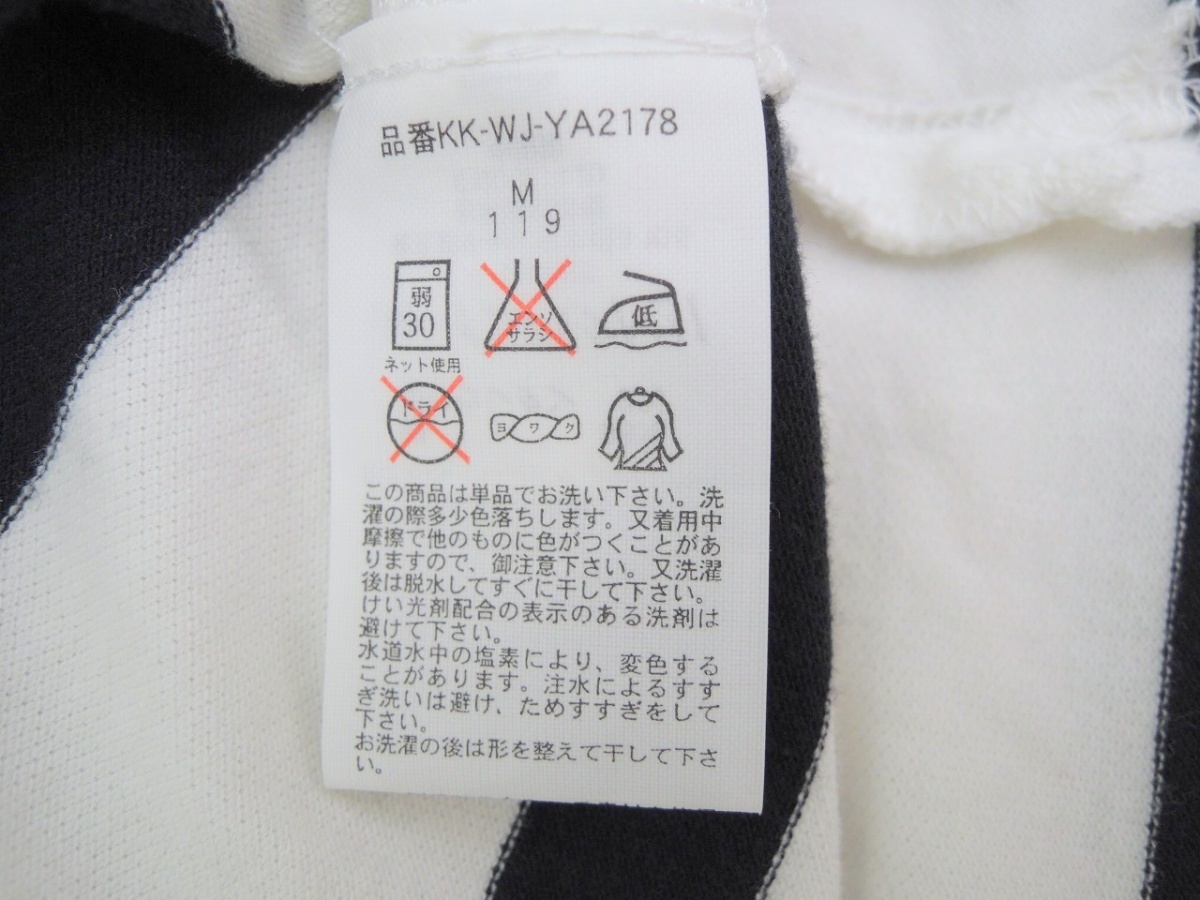 品番KK-WJ-YA2178
M
119
弱
30
エンソ
サラシ
低
ネット使用
ドライ
ヨワク
この商品は単品でお洗い下さい。洗
濯の際多少色落ちします。又着用中
摩擦で他のものに色がつくことがあ
りますので、御注意下さい。又洗濯
後は脱水してすぐに干して下さい。
けい光剤配合の表示のある洗剤は
避けて下さい。
水道水中の塩素により、変色する
ことがあります。注水によるすす
ぎ洗いは避け、ためすすぎをして
下さい。
お洗濯の後は形を整えて干して下さ
い。